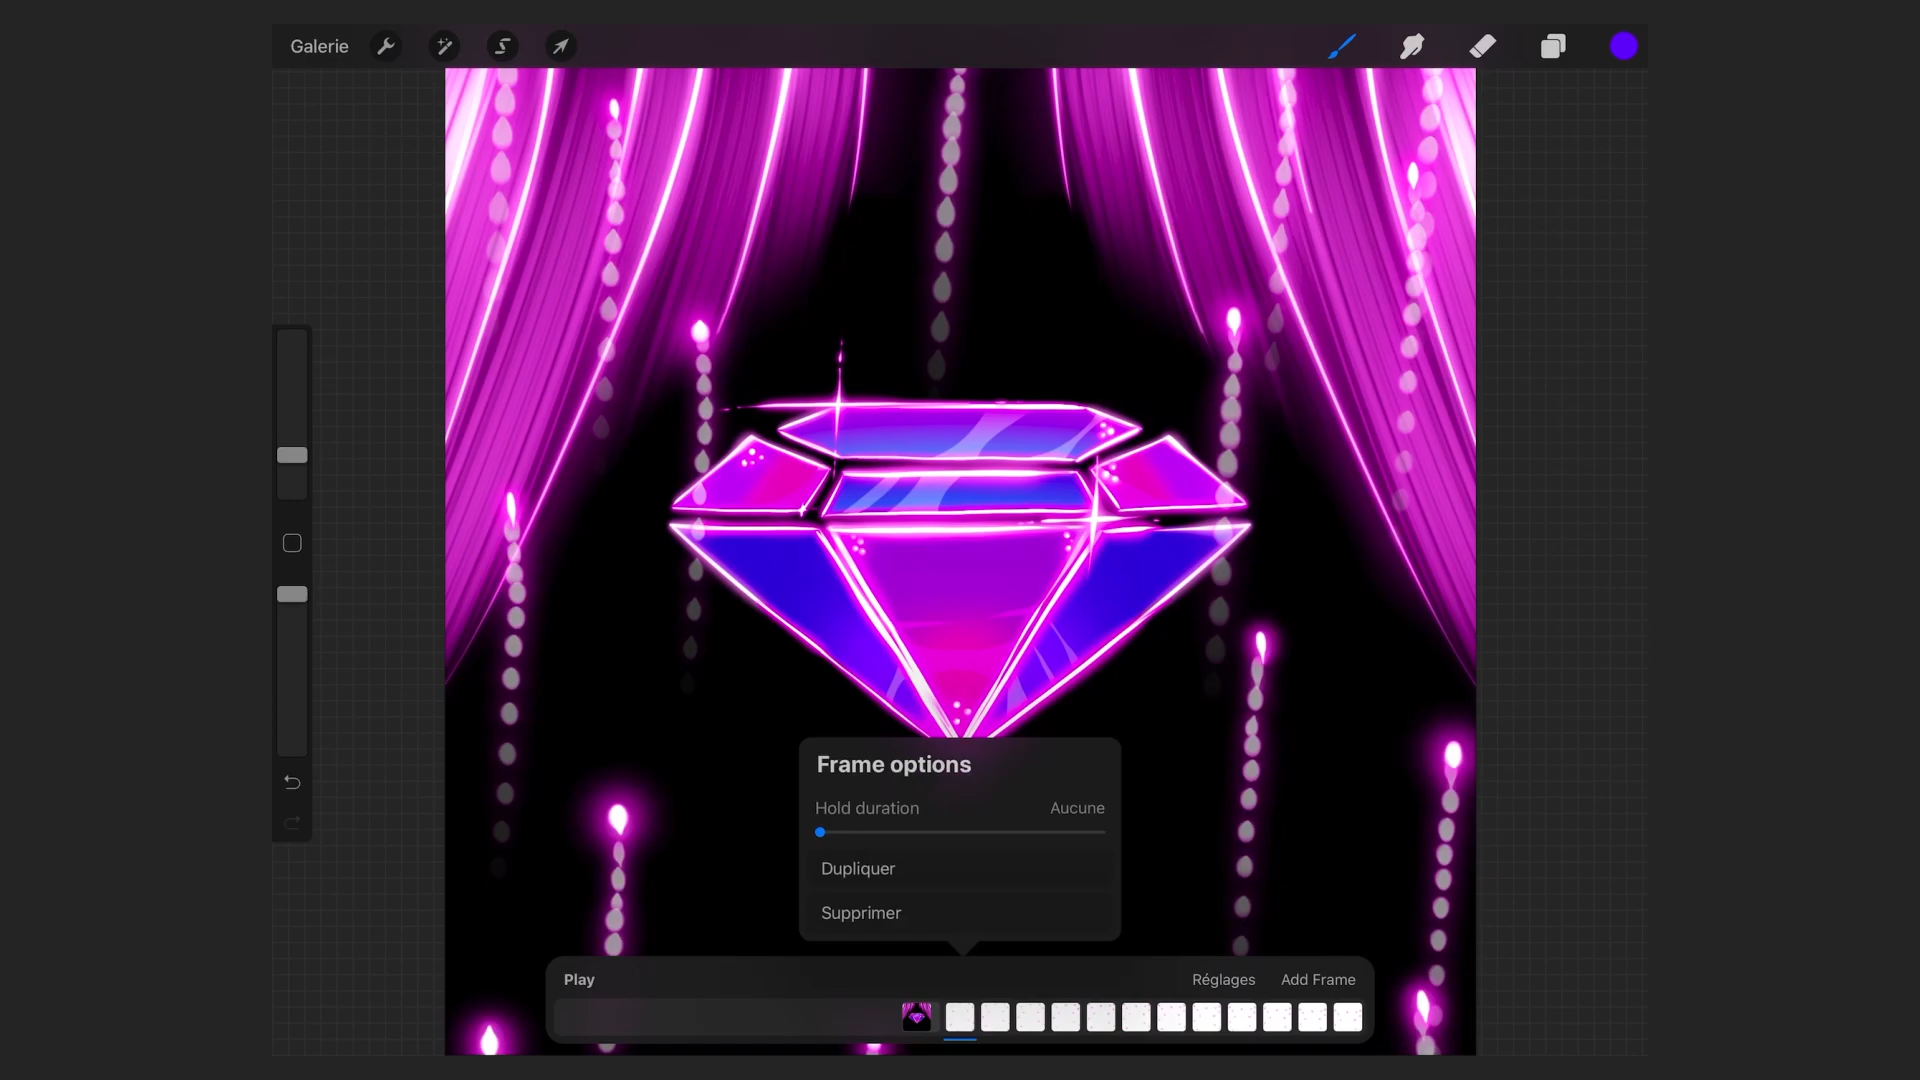 Galerie
Frame options
Hold duration Aucune
Dupliquer
Supprimer
Play Réglages Add Frame